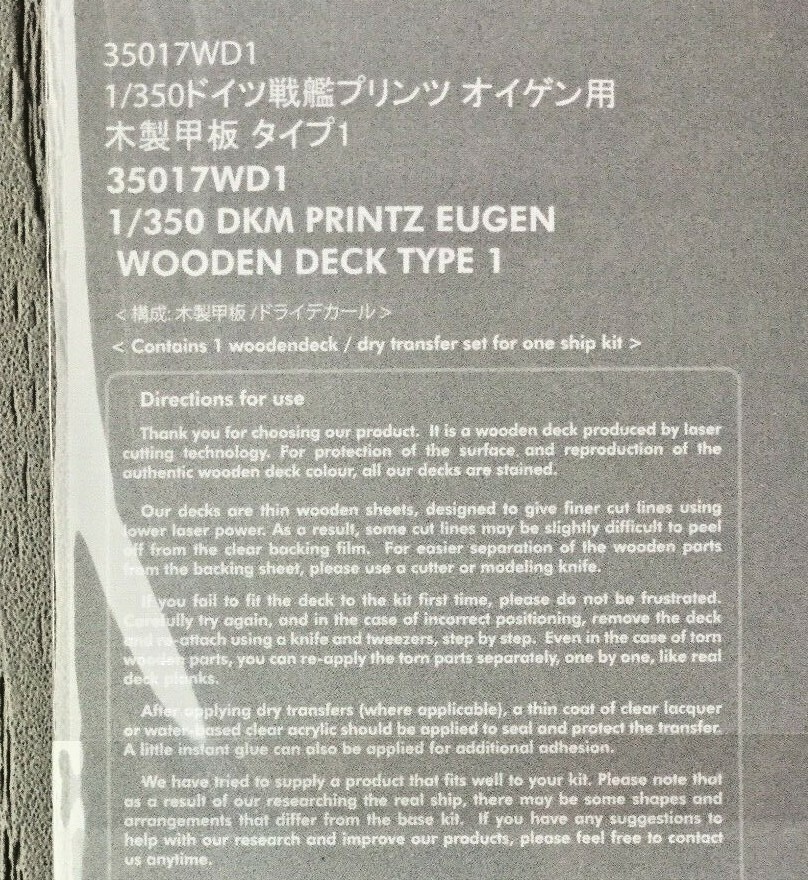 35017WD1
1/350ドイツ戦艦プリンツ オイゲン用
木製甲板 タイプ1
35017WD1
1/350 DKM PRINTZ EUGEN
WOODEN DECK TYPE 1
< 構成: 木製甲板 /ドライデカール >
< Contains 1 woodendeck / dry transfer set for one ship kit >
Directions for use
Thank you for choosing our product. It is a wooden deck produced by laser
cutting technology. For protection of the surface and reproduction of the
authentic wooden deck colour, all our decks are stained.
Our decks are thin wooden sheets, designed to give finer cut lines using
lower laser power. As a result, some cut lines may be slightly difficult to peel
off from the clear backing film. For easier separation of the wooden parts
from the backing sheet, please use a cutter or modeling knife.
If you fail to fit the deck to the kit first time, please do not be frustrated.
Carefully try again, and in the case of incorrect positioning, remove the deck
and re-attach using a knife and tweezers, step by step. Even in the case of torn
wooden parts, you can re-apply the torn parts separately, one by one, like real
deck planks.
After applying dry transfers (where applicable), a thin coat of clear lacquer
or water-based clear acrylic should be applied to seal and protect the transfer.
A little instant glue can also be applied for additional adhesion.
We have tried to supply a product that fits well to your kit. Please note that
as a result of our researching the real ship, there may be some shapes and
arrangements that differ from the base kit. If you have any suggestions to
help with our research and improve our products, please feel free to contact
us anytime.